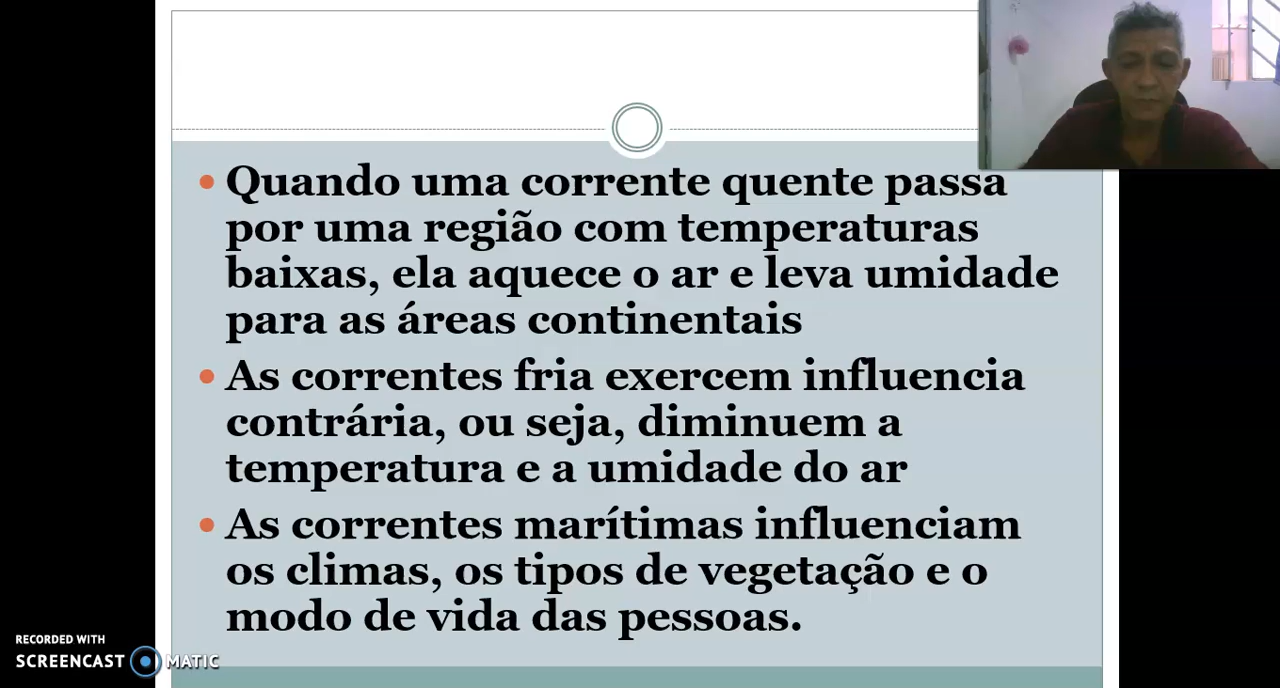 • Quando uma corrente quente passa
por uma região com temperaturas
baixas, ela aquece o ar e leva umidade
para as áreas continentais
• As correntes fria exercem influencia
contrária, ou seja, diminuem a
temperatura e a umidade do ar
• As correntes marítimas influenciam
os climas, os tipos de vegetação e o
modo de vida das pessoas.
RECORDED WITH
SCREENCAST MATIC